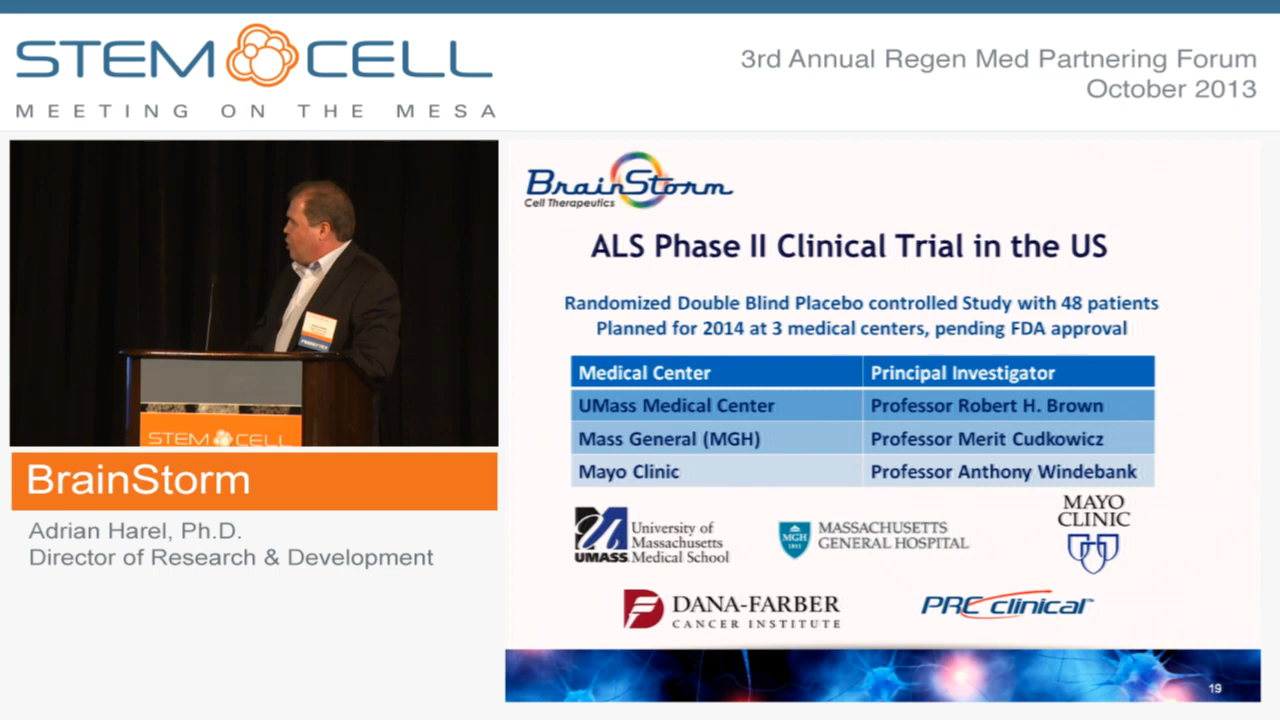 STEM CELL
MEETING ON THE MESA
3rd Annual Regen Med Partnering Forum
October 2013
STEM CELL
BrainStorm
Adrian Harel, Ph.D.
Director of Research & Development
BrainStorm
Cell Therapeutics
ALS Phase II Clinical Trial in the US
Randomized Double Blind Placebo controlled Study with 48 patients
Planned for 2014 at 3 medical centers, pending FDA approval
Medical Center Principal Investigator
UMass Medical Center Professor Robert H. Brown
Mass General (MGH) Professor Merit Cudkowicz
Mayo Clinic Professor Anthony Windebank
UMASS
University of
Massachusetts
Medical School
MGH
1811
MASSACHUSETTS
GENERAL HOSPITAL
MAYO
CLINIC
DANA-FARBER
CANCER INSTITUTE
PRC clinical™
19